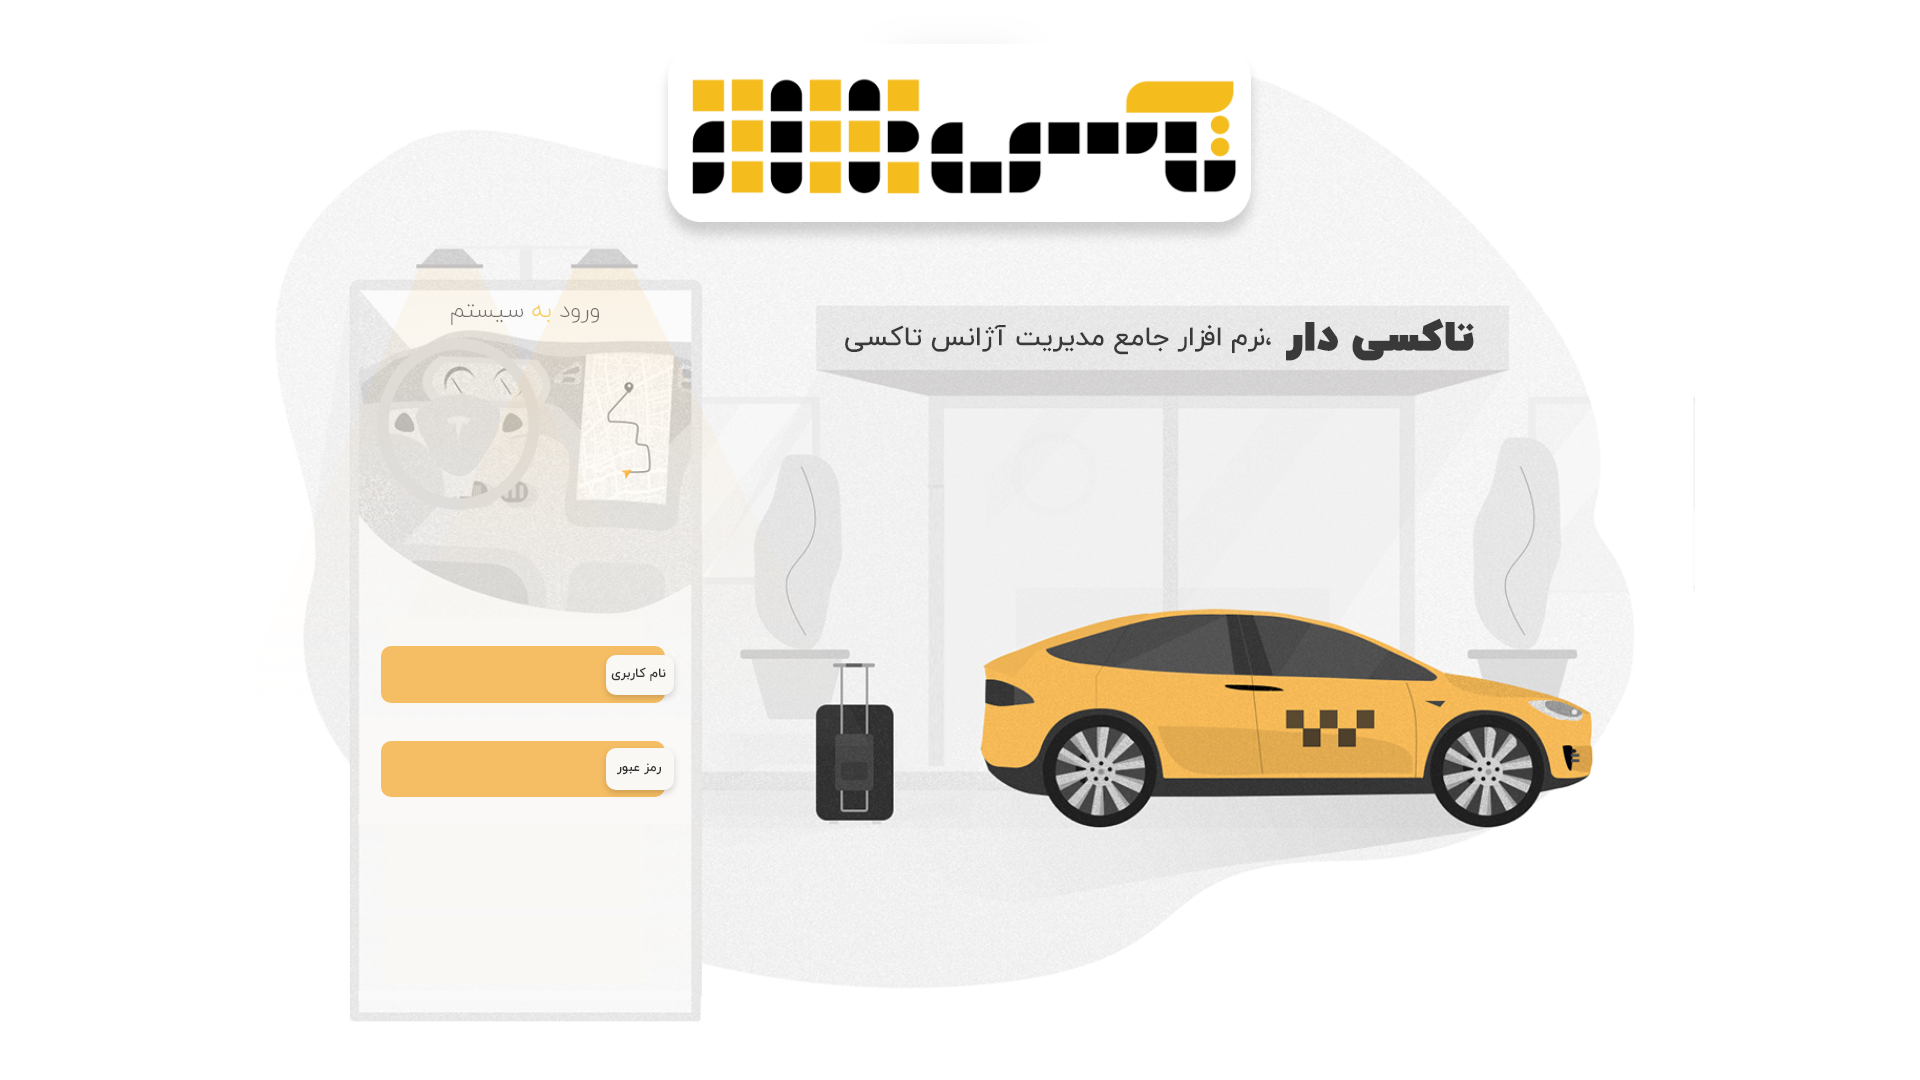 تاکسی دار ،نرم افزار جامع مدیریت آژانس تاکسی
ورود به سیستم
نام کاربری
رمز عبور